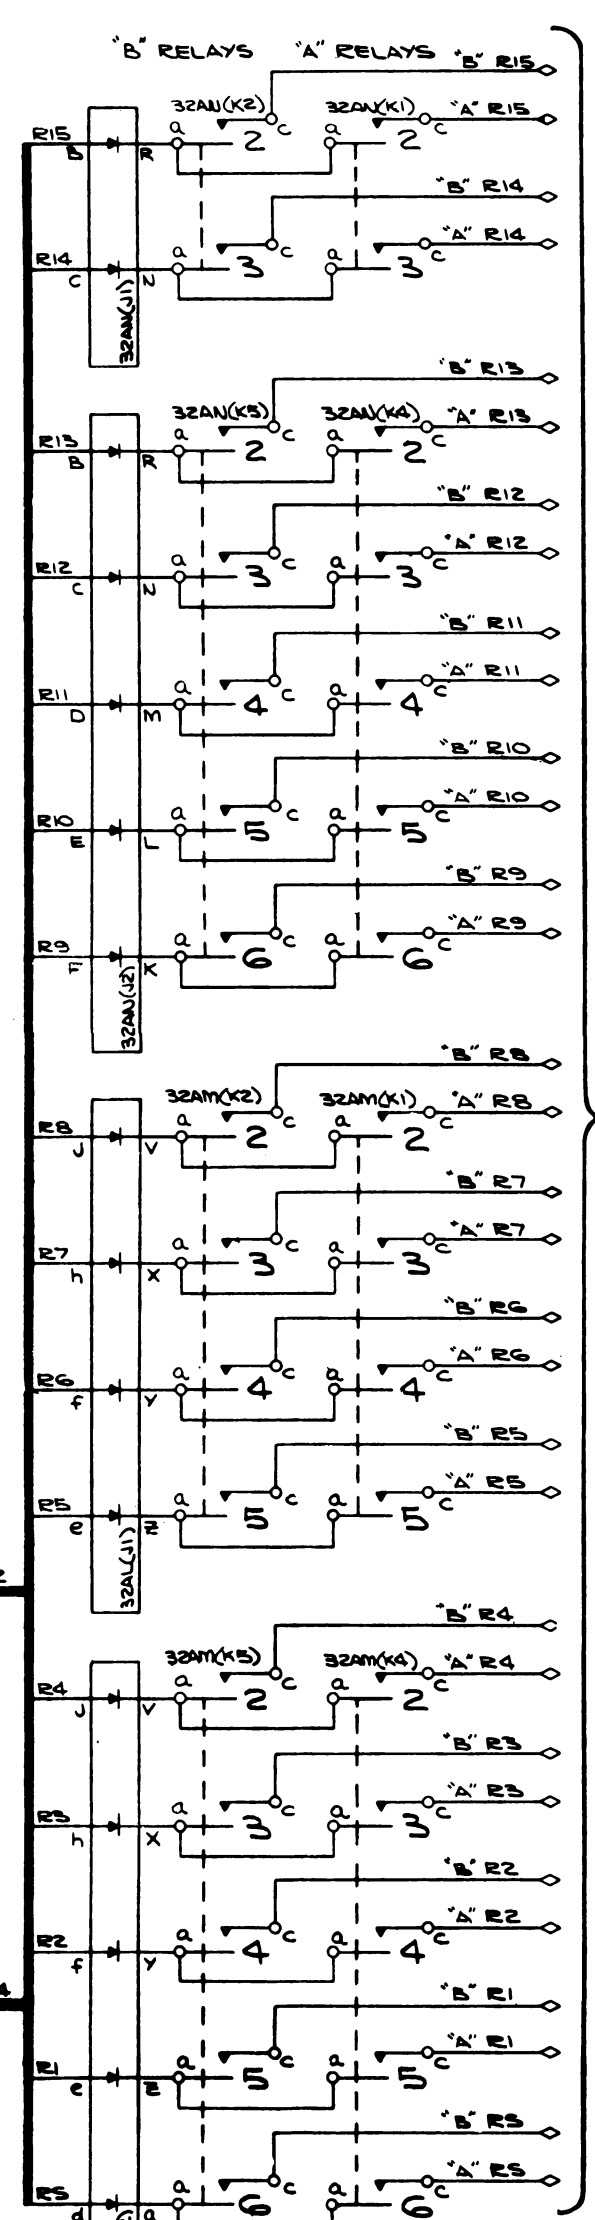 "B" RELAYS "A" RELAYS "B" R15
32AN(K2) 32AN(K1) "A" R15
R15 B R a 2 c a 2 c
"B" R14
"A" R14
R14 C N a 3 c a 3 c
32AN(J1)
"B" R13
32AN(K5) 32AN(K4) "A" R13
R13 B R a 2 c a 2 c
"B" R12
"A" R12
R12 C N a 3 c a 3 c
"B" R11
"A" R11
R11 D M a 4 c a 4 c
"B" R10
"A" R10
R10 E L a 5 c a 5 c
"B" R9
"A" R9
R9 F K a 6 c a 6 c
32AN(J2)
"B" R8
32AM(K2) 32AM(K1) "A" R8
R8 J V a 2 c a 2 c
"B" R7
"A" R7
R7 h X a 3 c a 3 c
"B" R6
"A" R6
R6 f Y a 4 c a 4 c
"B" R5
"A" R5
R5 e Z a 5 c a 5 c
32AL(J1)
"B" R4
32AM(K5) 32AM(K4) "A" R4
R4 J V a 2 c a 2 c
"B" R3
"A" R3
R3 h X a 3 c a 3 c
"B" R2
"A" R2
R2 f Y a 4 c a 4 c
"B" R1
"A" R1
R1 e Z a 5 c a 5 c
"B" RS
"A" RS
RS d a a 6 c a 6 c